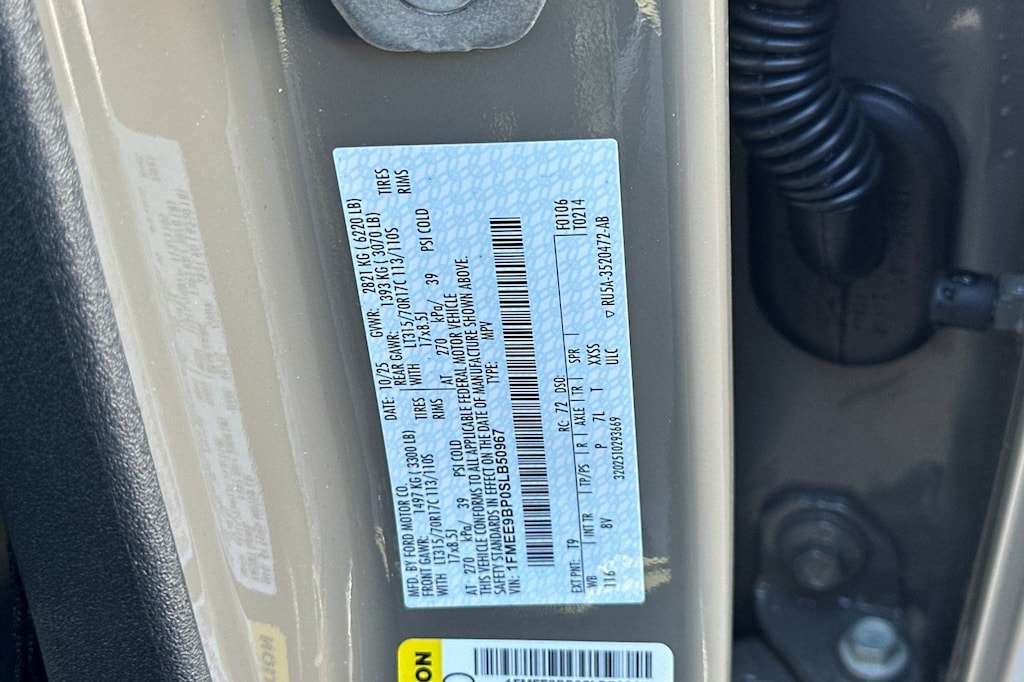 MFD. BY FORD MOTOR CO. DATE: 10/25 GVWR: 2821 KG ( 6220 LB)
FRONT GAWR: 1497 KG ( 3300 LB) REAR GAWR: 1393 KG ( 3070 LB)
WITH LT315/70R17C 113/110S TIRES WITH LT315/70R17C 113/110S TIRES
17x8.5J RIMS 17x8.5J RIMS
AT 270 kPa/ 39 PSI COLD AT 270 kPa/ 39 PSI COLD
THIS VEHICLE CONFORMS TO ALL APPLICABLE FEDERAL MOTOR VEHICLE
SAFETY STANDARDS IN EFFECT ON THE DATE OF MANUFACTURE SHOWN ABOVE.
VIN: 1FMEE9BP0SLB50967 TYPE: MPV
EXT PNT: T9 RC: 72 DSO: F0106
T0214
WB INT TR TP/PS R AXLE TR SPR
116 8V P 7L T XXSS
3202510293669 ULC
▽ RU5A-3520472-AB